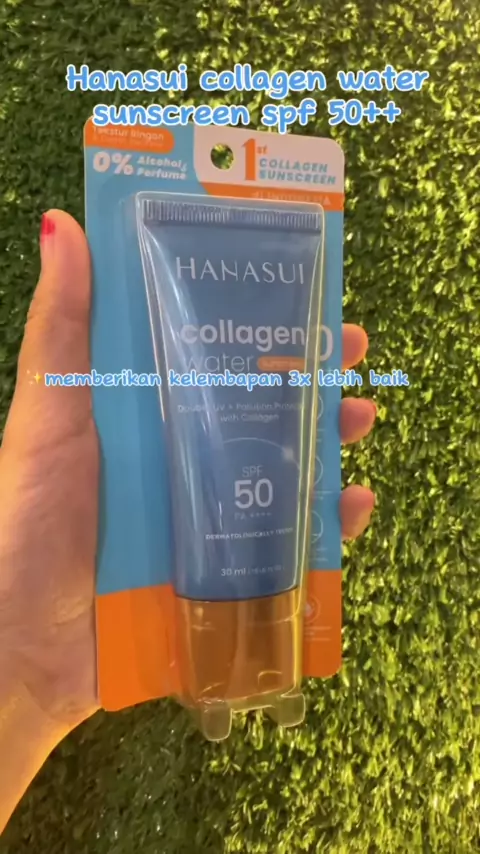 Hanasui collagen water
sunscreen spf 50++
Tekstur Ringan
0% Alcohol &
Perfume
1st
COLLAGEN
SUNSCREEN
HANASUI
collagen
water
✨memberikan kelembapan 3x lebih baik
with Collagen
SPF
50
PA ++++
DERMATOLOGICALLY TESTED
30 ml